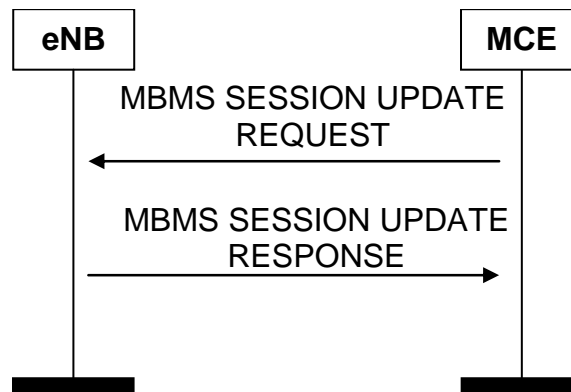 eNB
MCE
MBMS SESSION UPDATE
REQUEST
MBMS SESSION UPDATE
RESPONSE